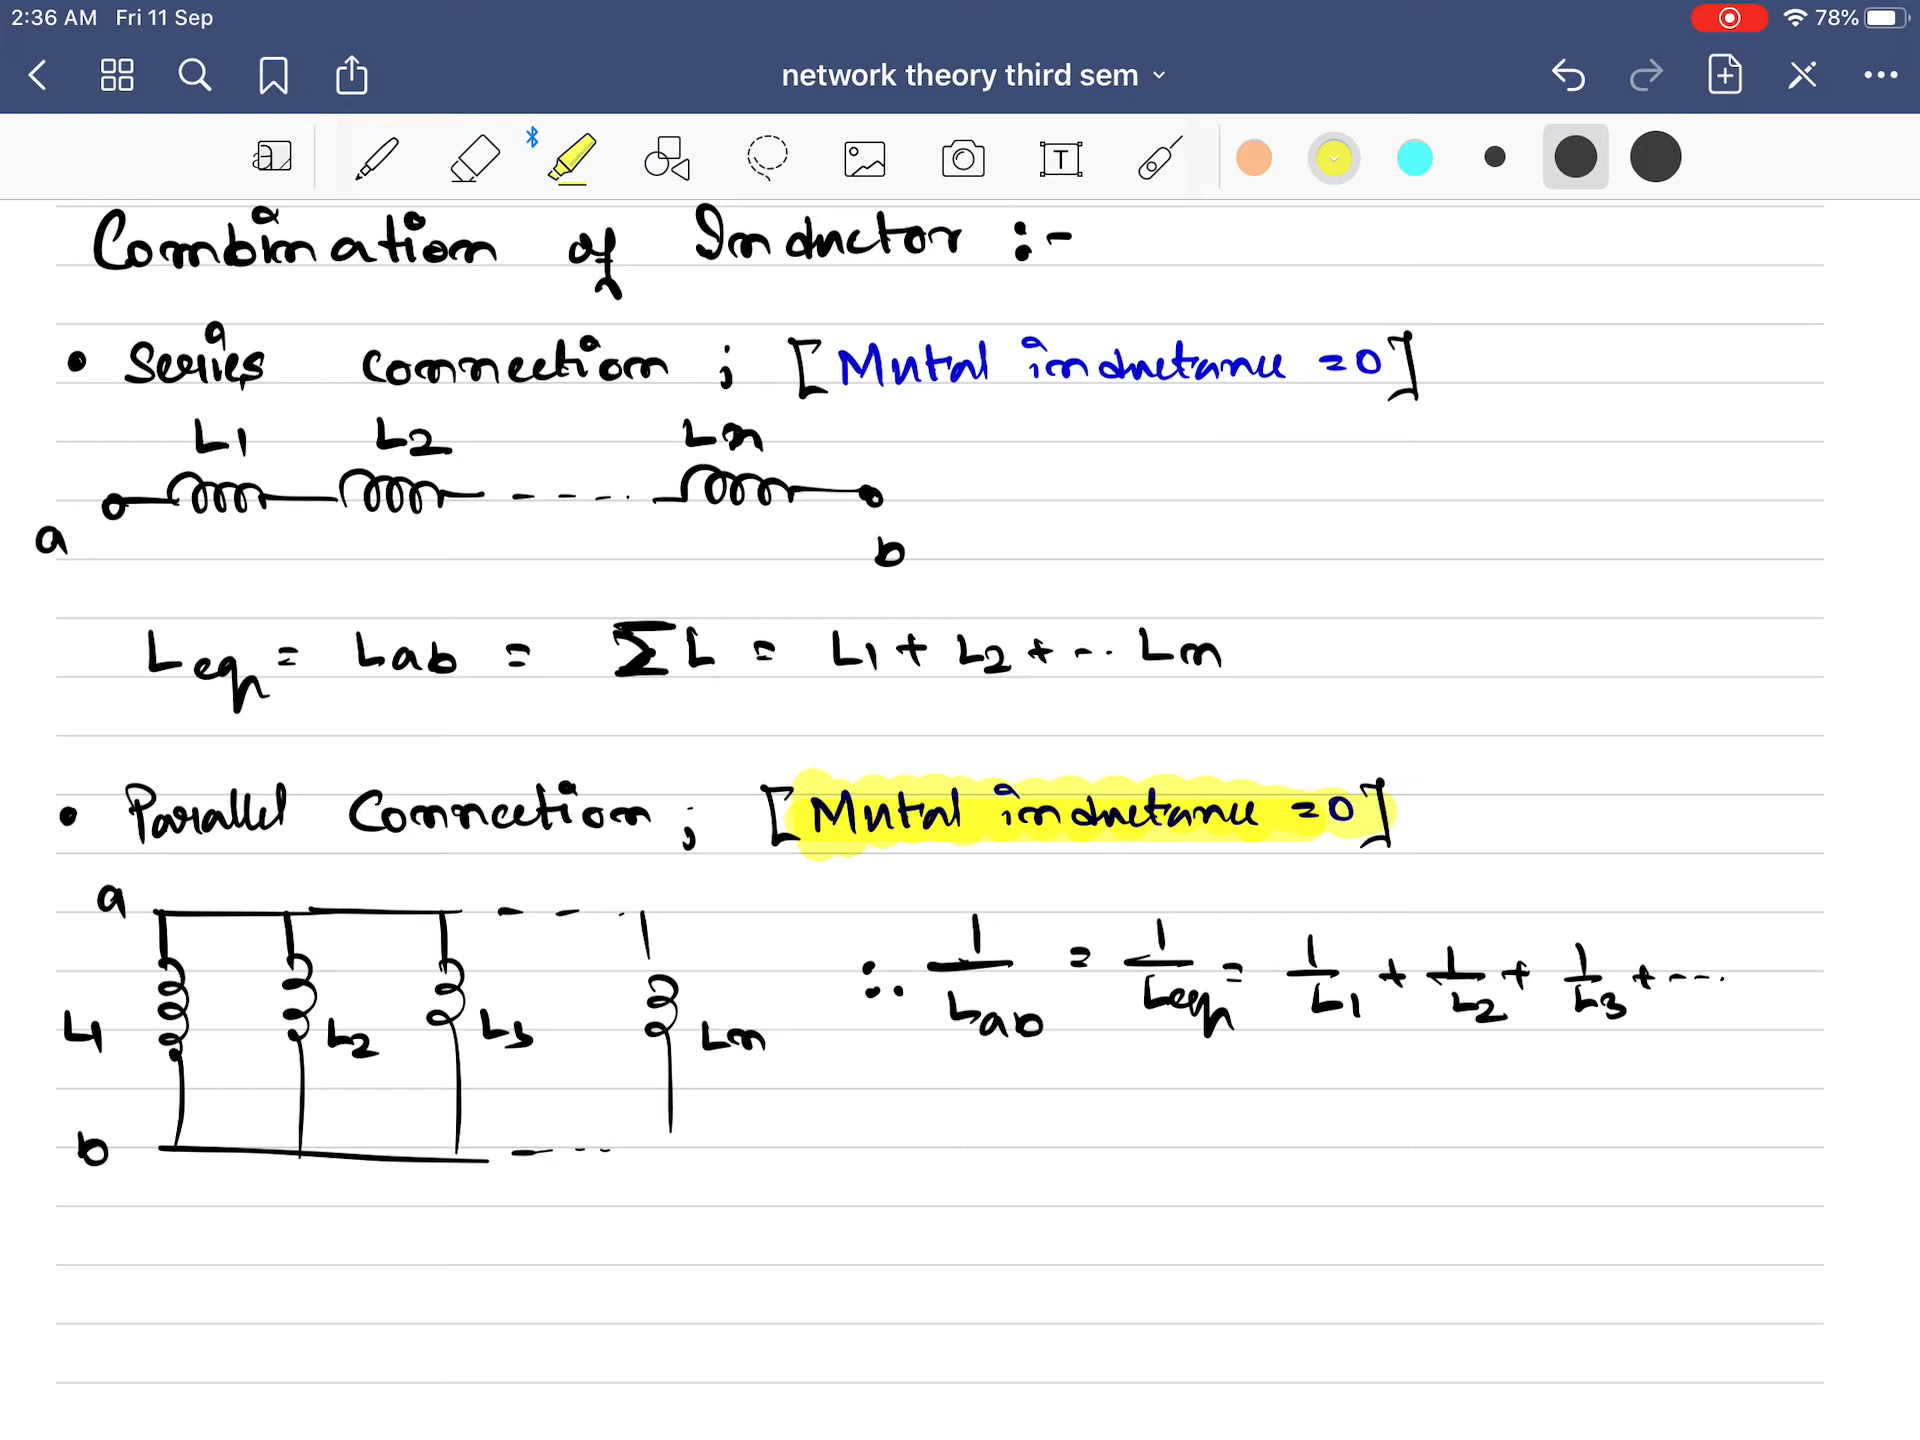 2:36 AM Fri 11 Sep 78%
network theory third sem
T
Combination of Inductor :-
• Series connection ; [Mutal inductance =0]
L1 L2 Ln
a b
Leq = Lab = ΣL = L1 + L2 + -.. Ln
• Parallel Connection ; [Mutal inductance =0]
a
∴ 1/Lab = 1/Leq = 1/L1 + 1/L2 + 1/L3 + ---.
L1 L2 L3 Ln
b